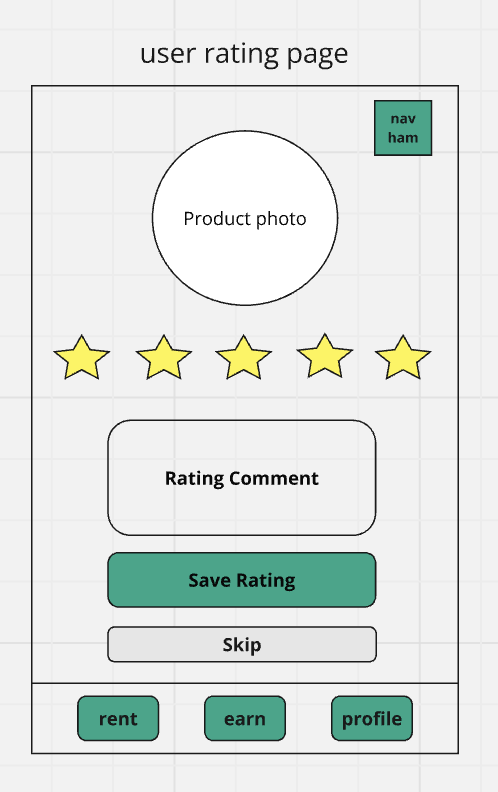 user rating page
nav
ham
Product photo
Rating Comment
Save Rating
Skip
rent
earn
profile